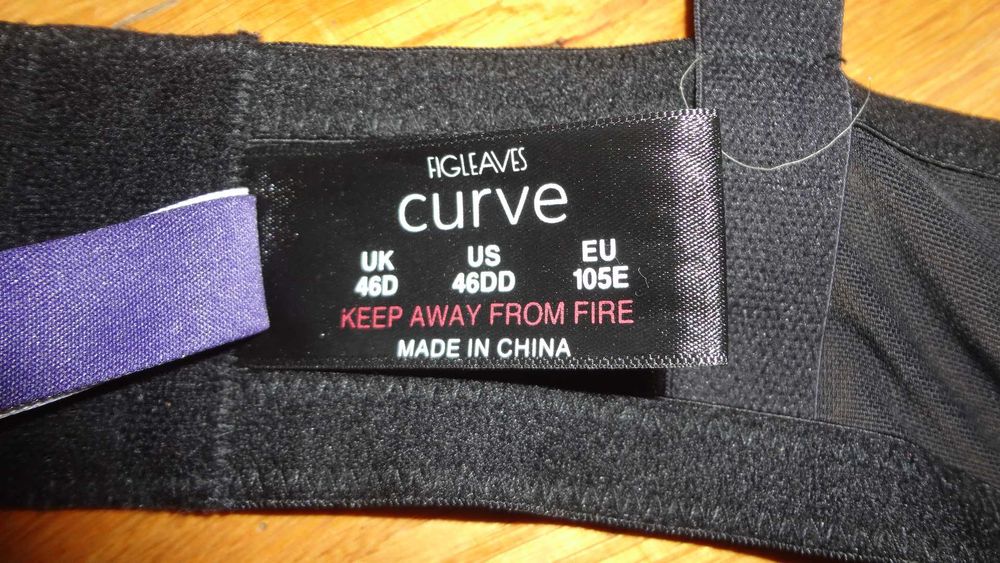 FIGLEAVES
curve
UK US EU
46D 46DD 105E
KEEP AWAY FROM FIRE
MADE IN CHINA